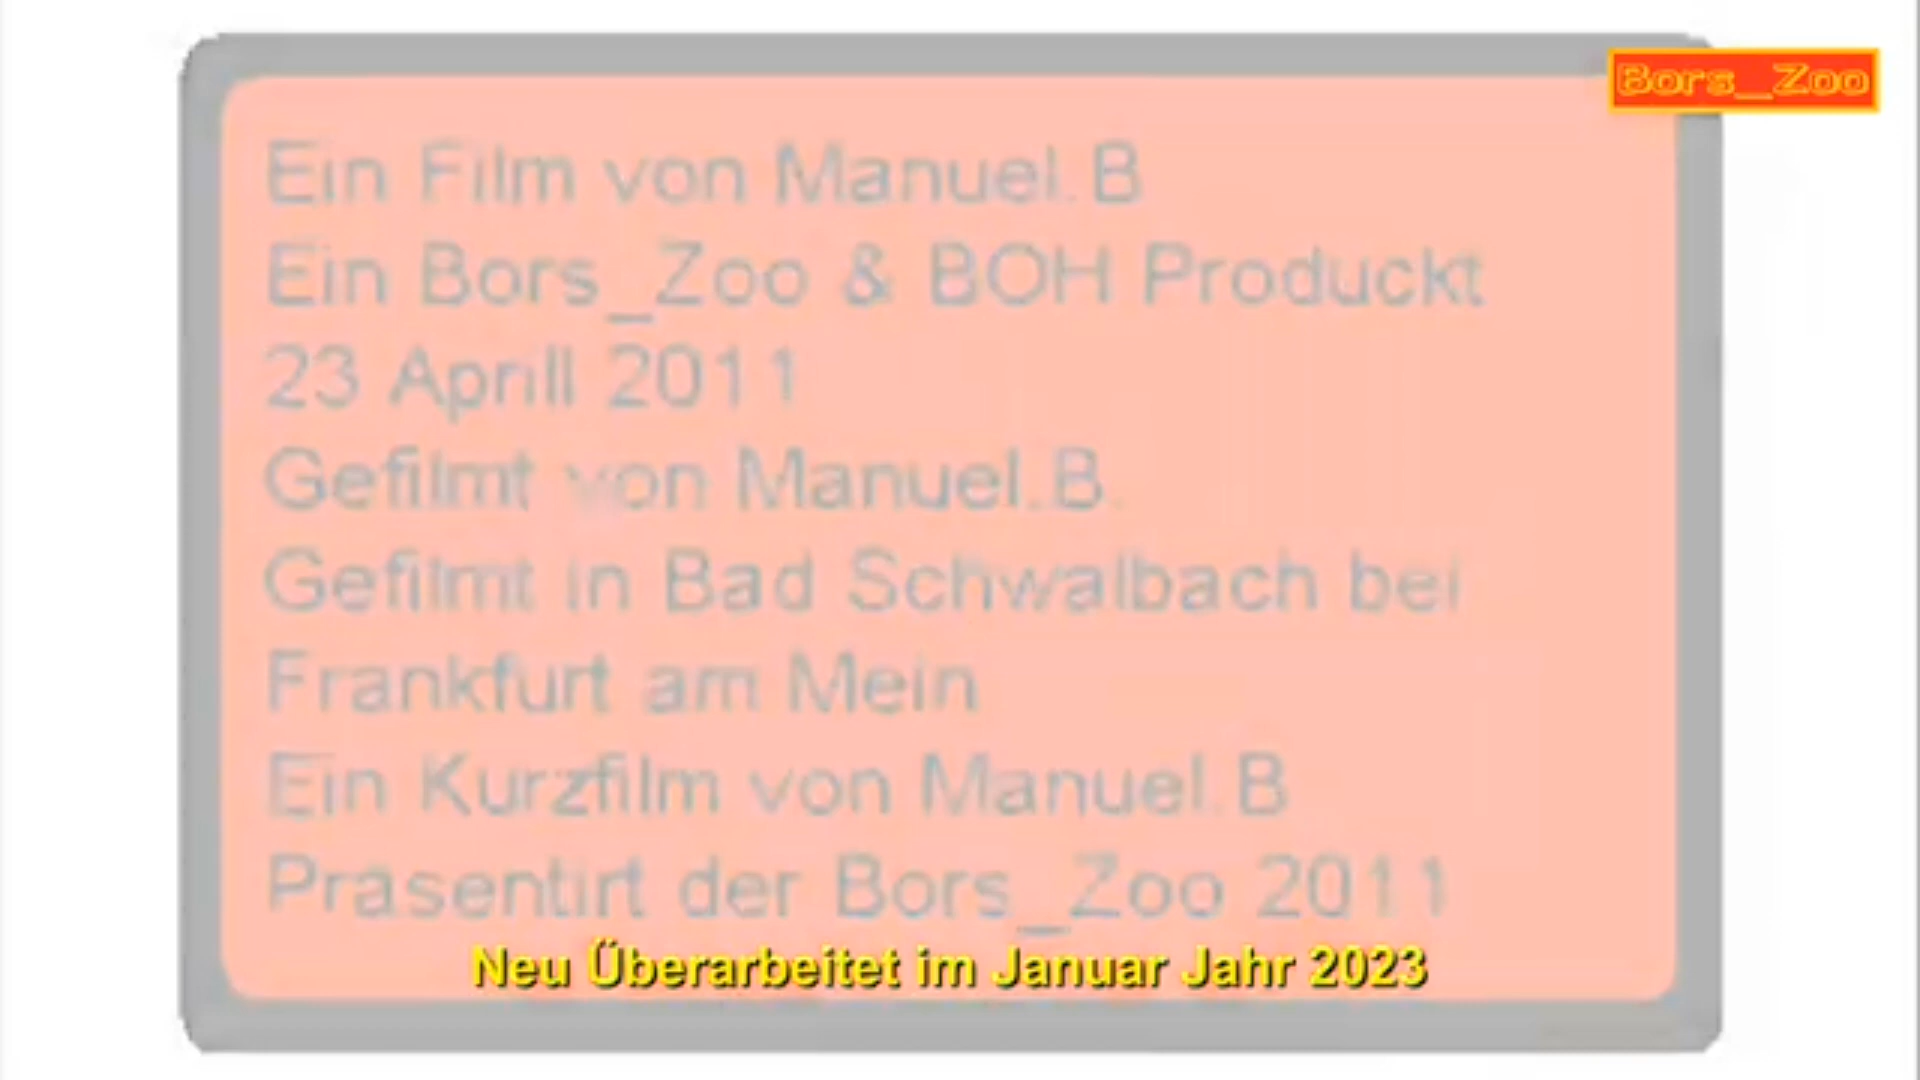 Bors_Zoo
Ein Film von Manuel.B
Ein Bors_Zoo & BOH Produckt
23 Aprill 2011
Gefilmt von Manuel.B.
Gefilmt in Bad Schwalbach bei
Frankfurt am Mein
Ein Kurzfilm von Manuel.B
Präsentirt der Bors_Zoo 2011
Neu Überarbeitet im Januar Jahr 2023